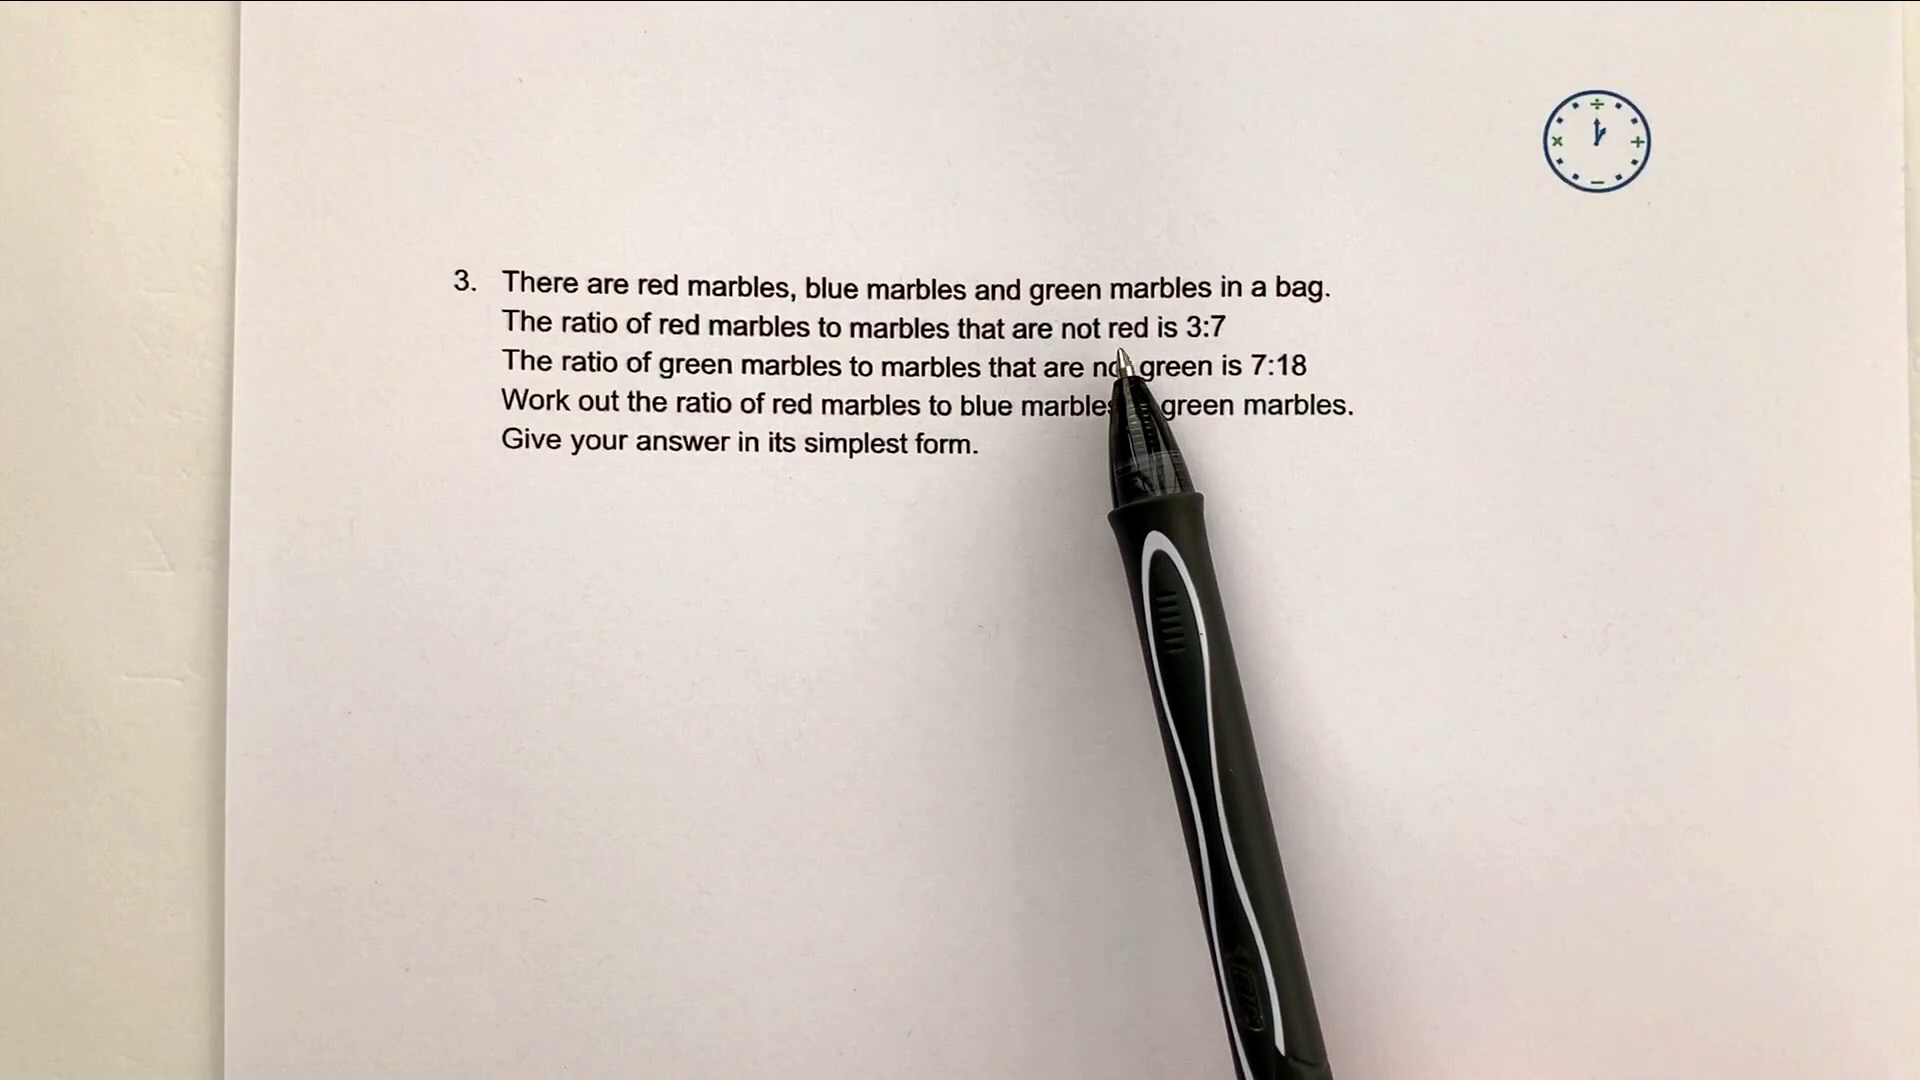 3. There are red marbles, blue marbles and green marbles in a bag.
The ratio of red marbles to marbles that are not red is 3:7
The ratio of green marbles to marbles that are not green is 7:18
Work out the ratio of red marbles to blue marbles green marbles.
Give your answer in its simplest form.